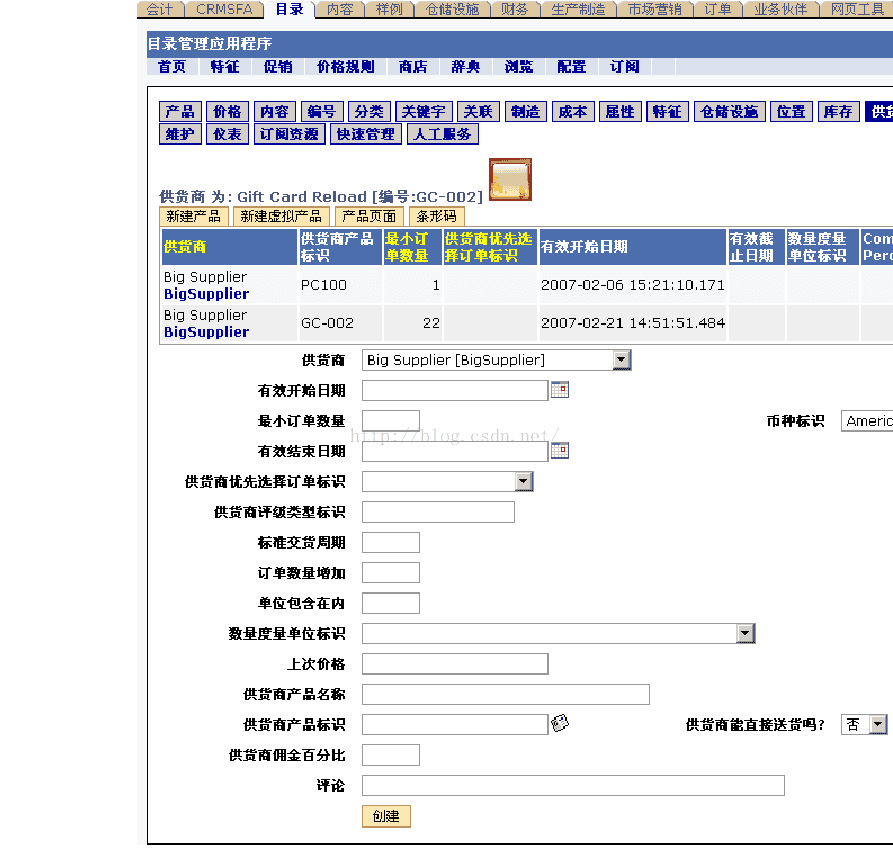 会计 CRMSFA 目录 内容 样例 仓储设施 财务 生产制造 市场营销 订单 业务伙伴 网页工具
目录管理应用程序
首页 特征 促销 价格规则 商店 辞典 浏览 配置 订阅
产品 价格 内容 编号 分类 关键字 关联 制造 成本 属性 特征 仓储设施 位置 库存
维护 仪表 订阅资源 快速管理 人工服务
供货商 为: Gift Card Reload [编号:GC-002]
新建产品 新建虚拟产品 产品页面 条形码
供货商 供货商产品标识 最小订单数量 供货商优先选择订单标识 有效开始日期 有效截止日期 数量度量单位标识 Com
Perc
Big Supplier
BigSupplier PC100 1 2007-02-06 15:21:10.171
Big Supplier
BigSupplier GC-002 22 2007-02-21 14:51:51.484
供货商 Big Supplier [BigSupplier]
有效开始日期
最小订单数量 币种标识 Americ
http://blog.csdn.net/
有效结束日期
供货商优先选择订单标识
供货商评级类型标识
标准交货周期
订单数量增加
单位包含在内
数量度量单位标识
上次价格
供货商产品名称
供货商产品标识 供货商能直接送货吗? 否
供货商佣金百分比
评论
创建